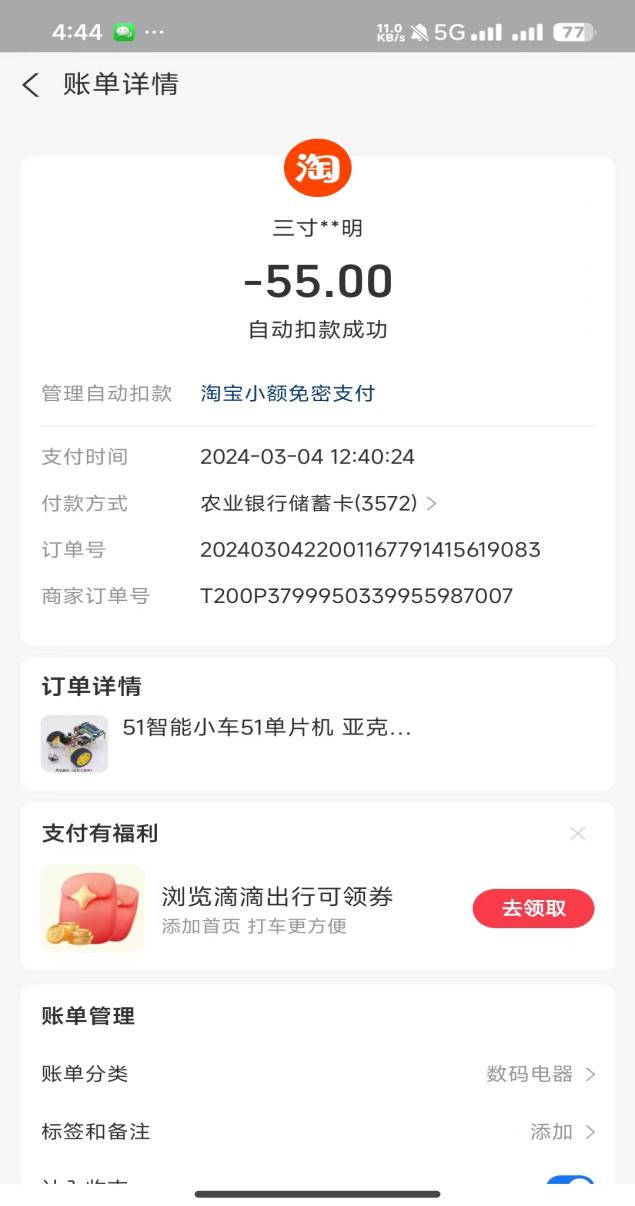 4:44 ··· 11.0 KB/s 5G 77
账单详情
淘
三寸**明
-55.00
自动扣款成功
管理自动扣款 淘宝小额免密支付
支付时间 2024-03-04 12:40:24
付款方式 农业银行储蓄卡(3572)
订单号 2024030422001167791415619083
商家订单号 T200P3799950339955987007
订单详情
51智能小车51单片机 亚克...
支付有福利
浏览滴滴出行可领券
添加首页 打车更方便
去领取
账单管理
账单分类 数码电器
标签和备注 添加